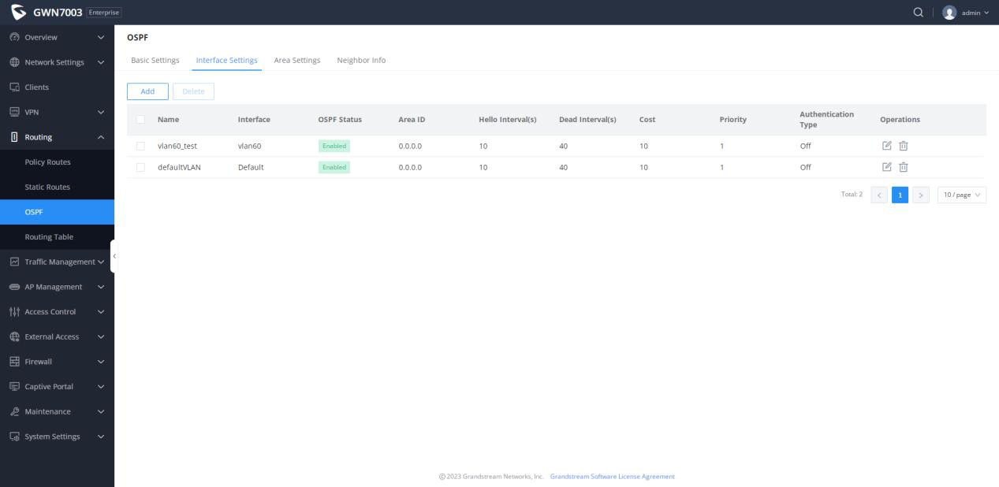 GWN7003 Enterprise
admin
Overview
Network Settings
Clients
VPN
Routing
Policy Routes
Static Routes
OSPF
Routing Table
Traffic Management
AP Management
Access Control
External Access
Firewall
Captive Portal
Maintenance
System Settings
OSPF
Basic Settings Interface Settings Area Settings Neighbor Info
Add Delete
Name Interface OSPF Status Area ID Hello Interval(s) Dead Interval(s) Cost Priority Authentication Type Operations
vlan60_test vlan60 Enabled 0.0.0.0 10 40 10 1 Off
defaultVLAN Default Enabled 0.0.0.0 10 40 10 1 Off
Total: 2 < 1 > 10 / page
© 2023 Grandstream Networks, Inc. Grandstream Software License Agreement